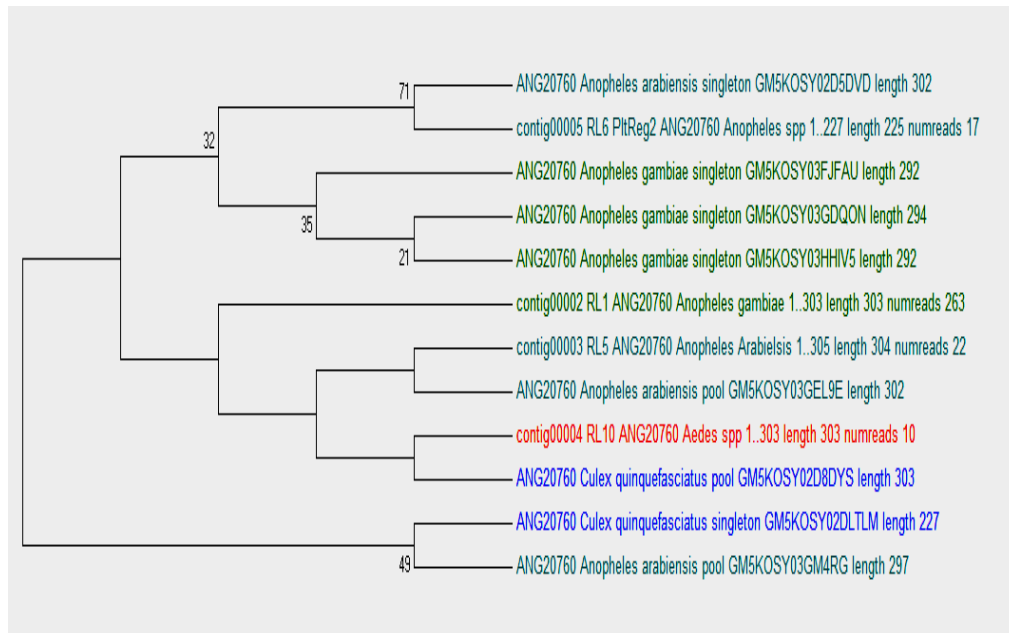 71
ANG20760 Anopheles arabiensis singleton GM5KOSY02D5DVD length 302
contig00005 RL6 PltReg2 ANG20760 Anopheles spp 1..227 length 225 numreads 17
32
ANG20760 Anopheles gambiae singleton GM5KOSY03FJFAU length 292
35
ANG20760 Anopheles gambiae singleton GM5KOSY03GDQON length 294
21
ANG20760 Anopheles gambiae singleton GM5KOSY03HHIV5 length 292
contig00002 RL1 ANG20760 Anopheles gambiae 1..303 length 303 numreads 263
contig00003 RL5 ANG20760 Anopheles Arabielsis 1..305 length 304 numreads 22
ANG20760 Anopheles arabiensis pool GM5KOSY03GEL9E length 302
contig00004 RL10 ANG20760 Aedes spp 1..303 length 303 numreads 10
ANG20760 Culex quinquefasciatus pool GM5KOSY02D8DYS length 303
ANG20760 Culex quinquefasciatus singleton GM5KOSY02DLTLM length 227
49
ANG20760 Anopheles arabiensis pool GM5KOSY03GM4RG length 297